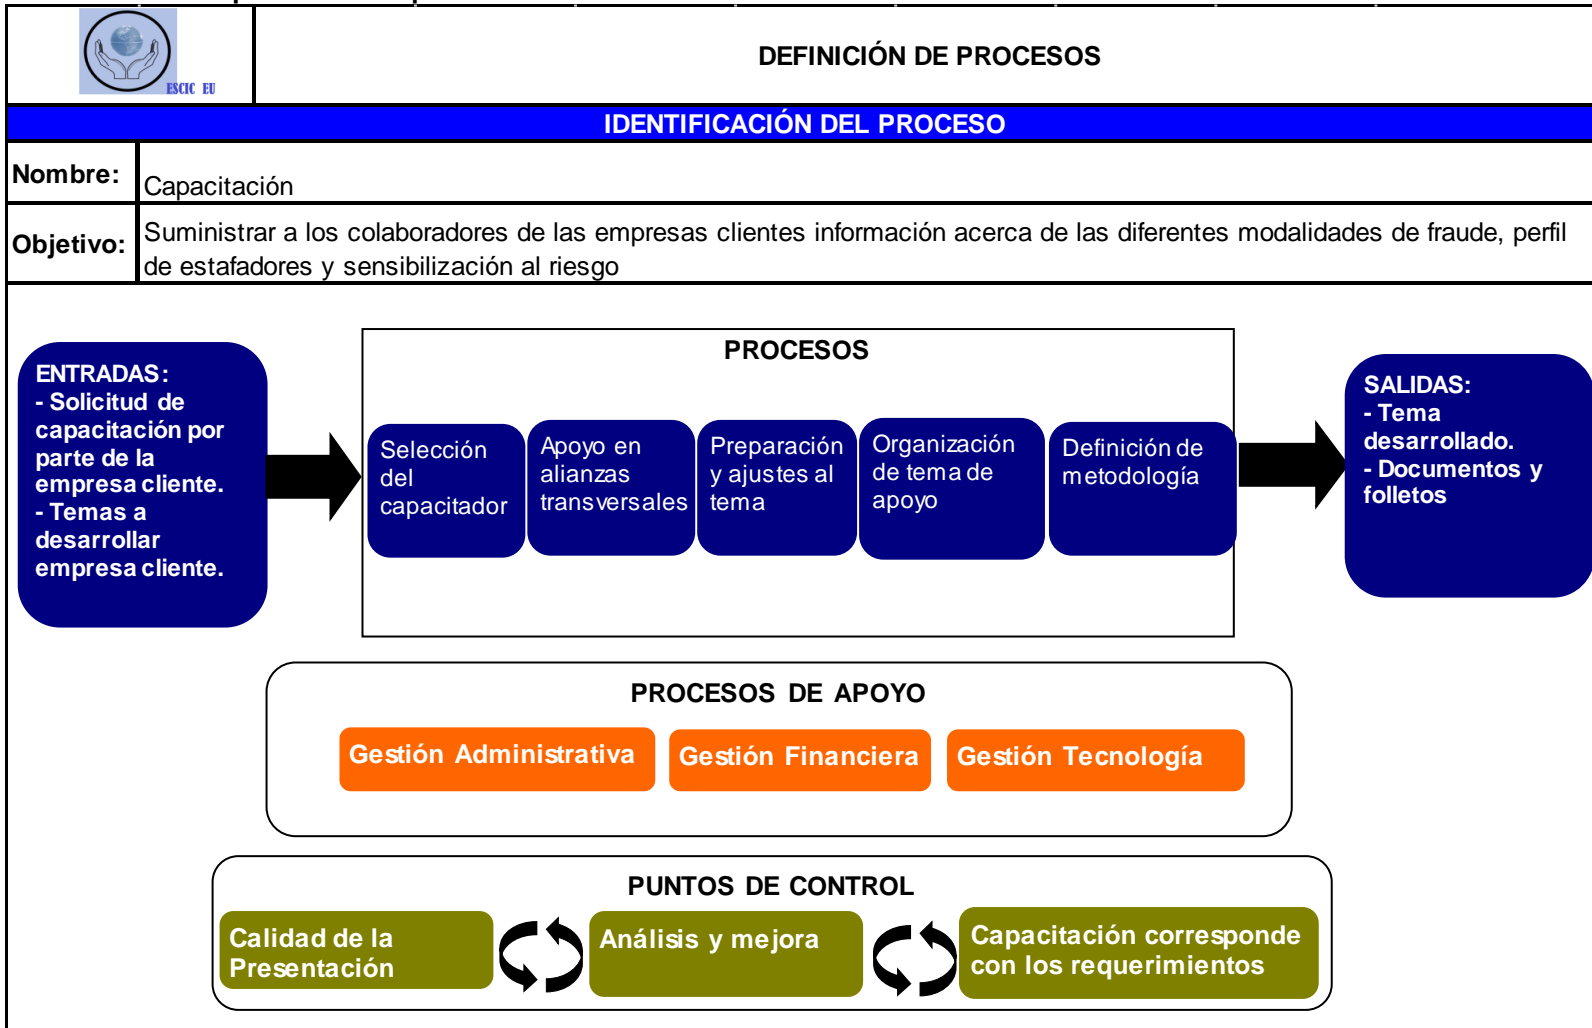 ESCIC EU
DEFINICIÓN DE PROCESOS
IDENTIFICACIÓN DEL PROCESO
Nombre:
Capacitación
Objetivo:
Suministrar a los colaboradores de las empresas clientes información acerca de las diferentes modalidades de fraude, perfil
de estafadores y sensibilización al riesgo
ENTRADAS:
- Solicitud de
capacitación por
parte de la
empresa cliente.
- Temas a
desarrollar
empresa cliente.
PROCESOS
Selección
del
capacitador
Apoyo en
alianzas
transversales
Preparación
y ajustes al
tema
Organización
de tema de
apoyo
Definición de
metodología
SALIDAS:
- Tema
desarrollado.
- Documentos y
folletos
PROCESOS DE APOYO
Gestión Administrativa
Gestión Financiera
Gestión Tecnología
PUNTOS DE CONTROL
Calidad de la
Presentación
Análisis y mejora
Capacitación corresponde
con los requerimientos